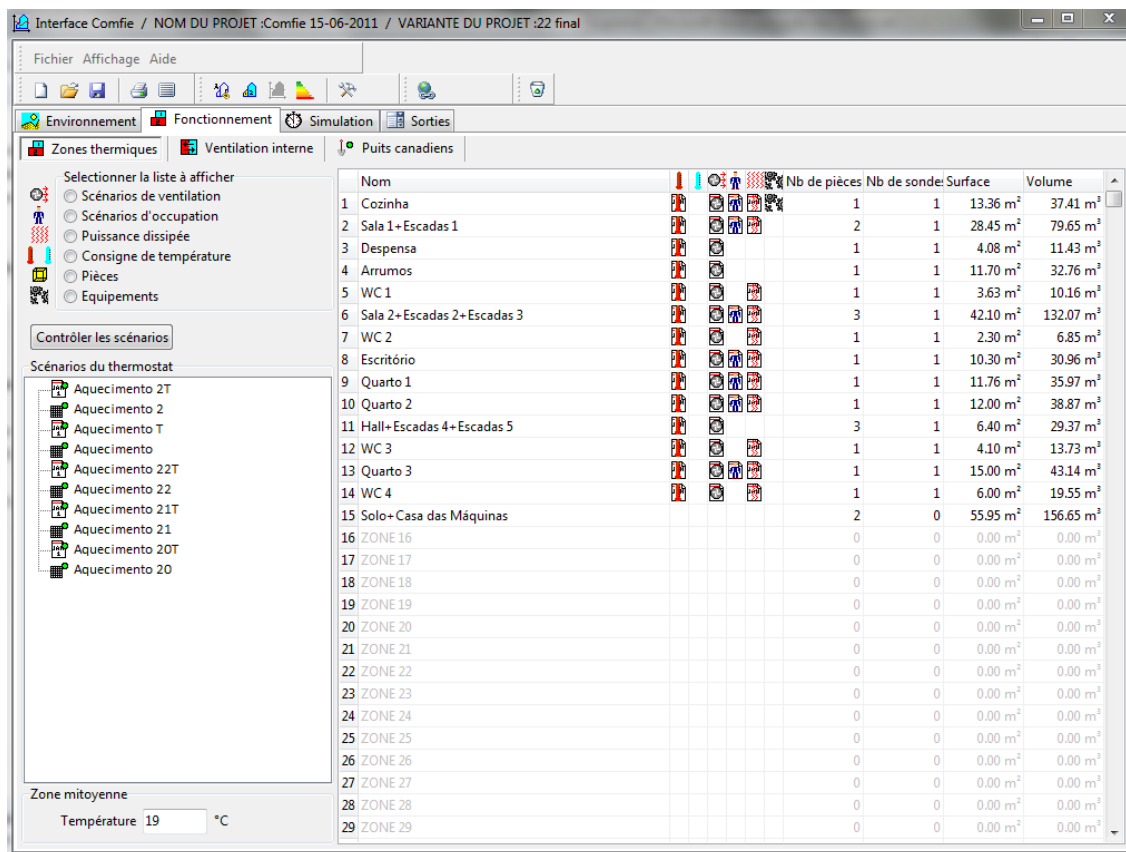 Interface Comfie / NOM DU PROJET :Comfie 15-06-2011 / VARIANTE DU PROJET :22 final
Fichier Affichage Aide
Environnement Fonctionnement Simulation Sorties
Zones thermiques Ventilation interne Puits canadiens
Selectionner la liste à afficher
Scénarios de ventilation
Scénarios d'occupation
Puissance dissipée
Consigne de température
Pièces
Equipements
Contrôler les scénarios
Scénarios du thermostat
Aquecimento 2T
Aquecimento 2
Aquecimento T
Aquecimento
Aquecimento 22T
Aquecimento 22
Aquecimento 21T
Aquecimento 21
Aquecimento 20T
Aquecimento 20
Zone mitoyenne
Température 19 °C
Nom Nb de pièces Nb de sondes Surface Volume
1 Cozinha 1 1 13.36 m² 37.41 m³
2 Sala 1+Escadas 1 2 1 28.45 m² 79.65 m³
3 Despensa 1 1 4.08 m² 11.43 m³
4 Arrumos 1 1 11.70 m² 32.76 m³
5 WC 1 1 1 3.63 m² 10.16 m³
6 Sala 2+Escadas 2+Escadas 3 3 1 42.10 m² 132.07 m³
7 WC 2 1 1 2.30 m² 6.85 m³
8 Escritório 1 1 10.30 m² 30.96 m³
9 Quarto 1 1 1 11.76 m² 35.97 m³
10 Quarto 2 1 1 12.00 m² 38.87 m³
11 Hall+Escadas 4+Escadas 5 3 1 6.40 m² 29.37 m³
12 WC 3 1 1 4.10 m² 13.73 m³
13 Quarto 3 1 1 15.00 m² 43.14 m³
14 WC 4 1 1 6.00 m² 19.55 m³
15 Solo+Casa das Máquinas 2 0 55.95 m² 156.65 m³
16 ZONE 16 0 0 0.00 m² 0.00 m³
17 ZONE 17 0 0 0.00 m² 0.00 m³
18 ZONE 18 0 0 0.00 m² 0.00 m³
19 ZONE 19 0 0 0.00 m² 0.00 m³
20 ZONE 20 0 0 0.00 m² 0.00 m³
21 ZONE 21 0 0 0.00 m² 0.00 m³
22 ZONE 22 0 0 0.00 m² 0.00 m³
23 ZONE 23 0 0 0.00 m² 0.00 m³
24 ZONE 24 0 0 0.00 m² 0.00 m³
25 ZONE 25 0 0 0.00 m² 0.00 m³
26 ZONE 26 0 0 0.00 m² 0.00 m³
27 ZONE 27 0 0 0.00 m² 0.00 m³
28 ZONE 28 0 0 0.00 m² 0.00 m³
29 ZONE 29 0 0 0.00 m² 0.00 m³